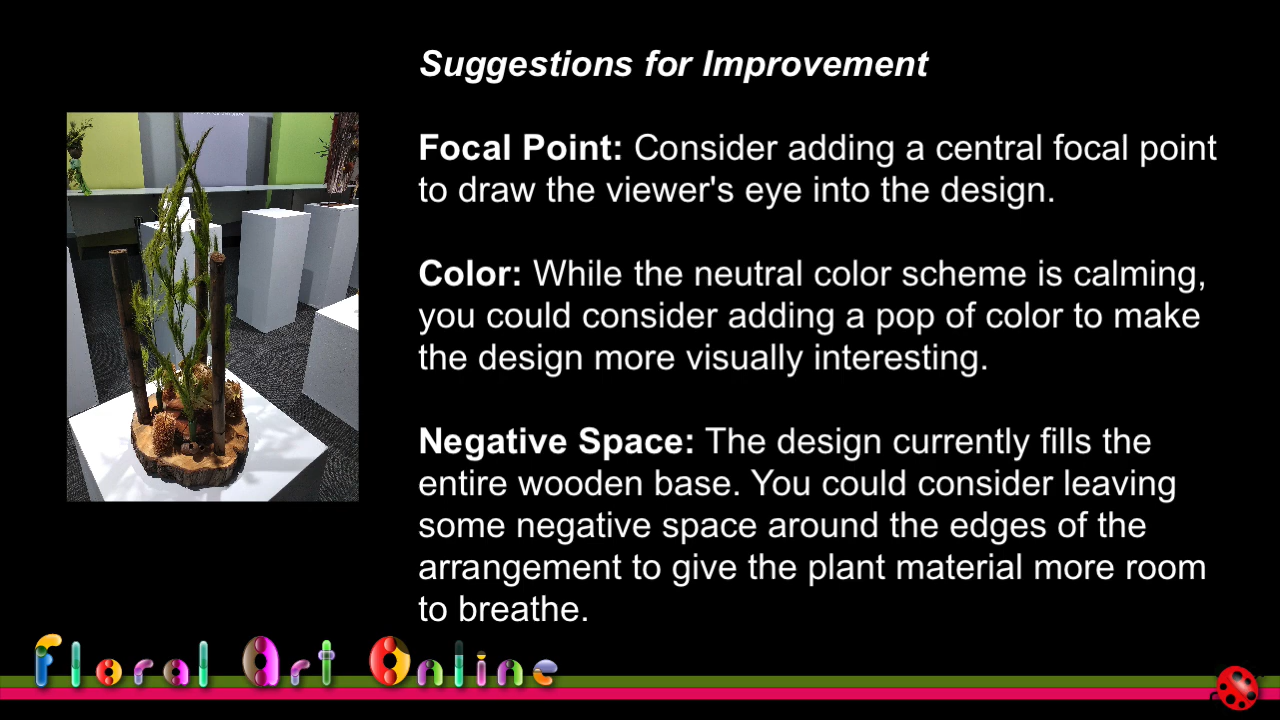 Suggestions for Improvement
Focal Point: Consider adding a central focal point
to draw the viewer's eye into the design.
Color: While the neutral color scheme is calming,
you could consider adding a pop of color to make
the design more visually interesting.
Negative Space: The design currently fills the
entire wooden base. You could consider leaving
some negative space around the edges of the
arrangement to give the plant material more room
to breathe.
Floral Art Online